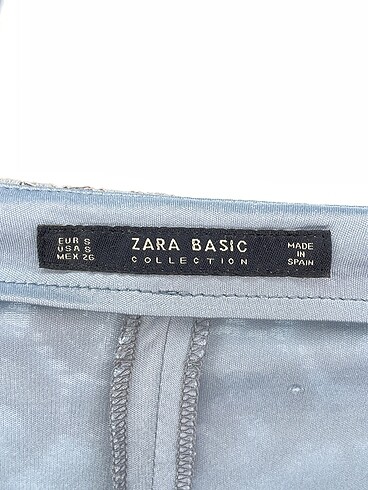 EUR S
USA S
MEX 26
ZARA BASIC
COLLECTION
MADE
IN
SPAIN